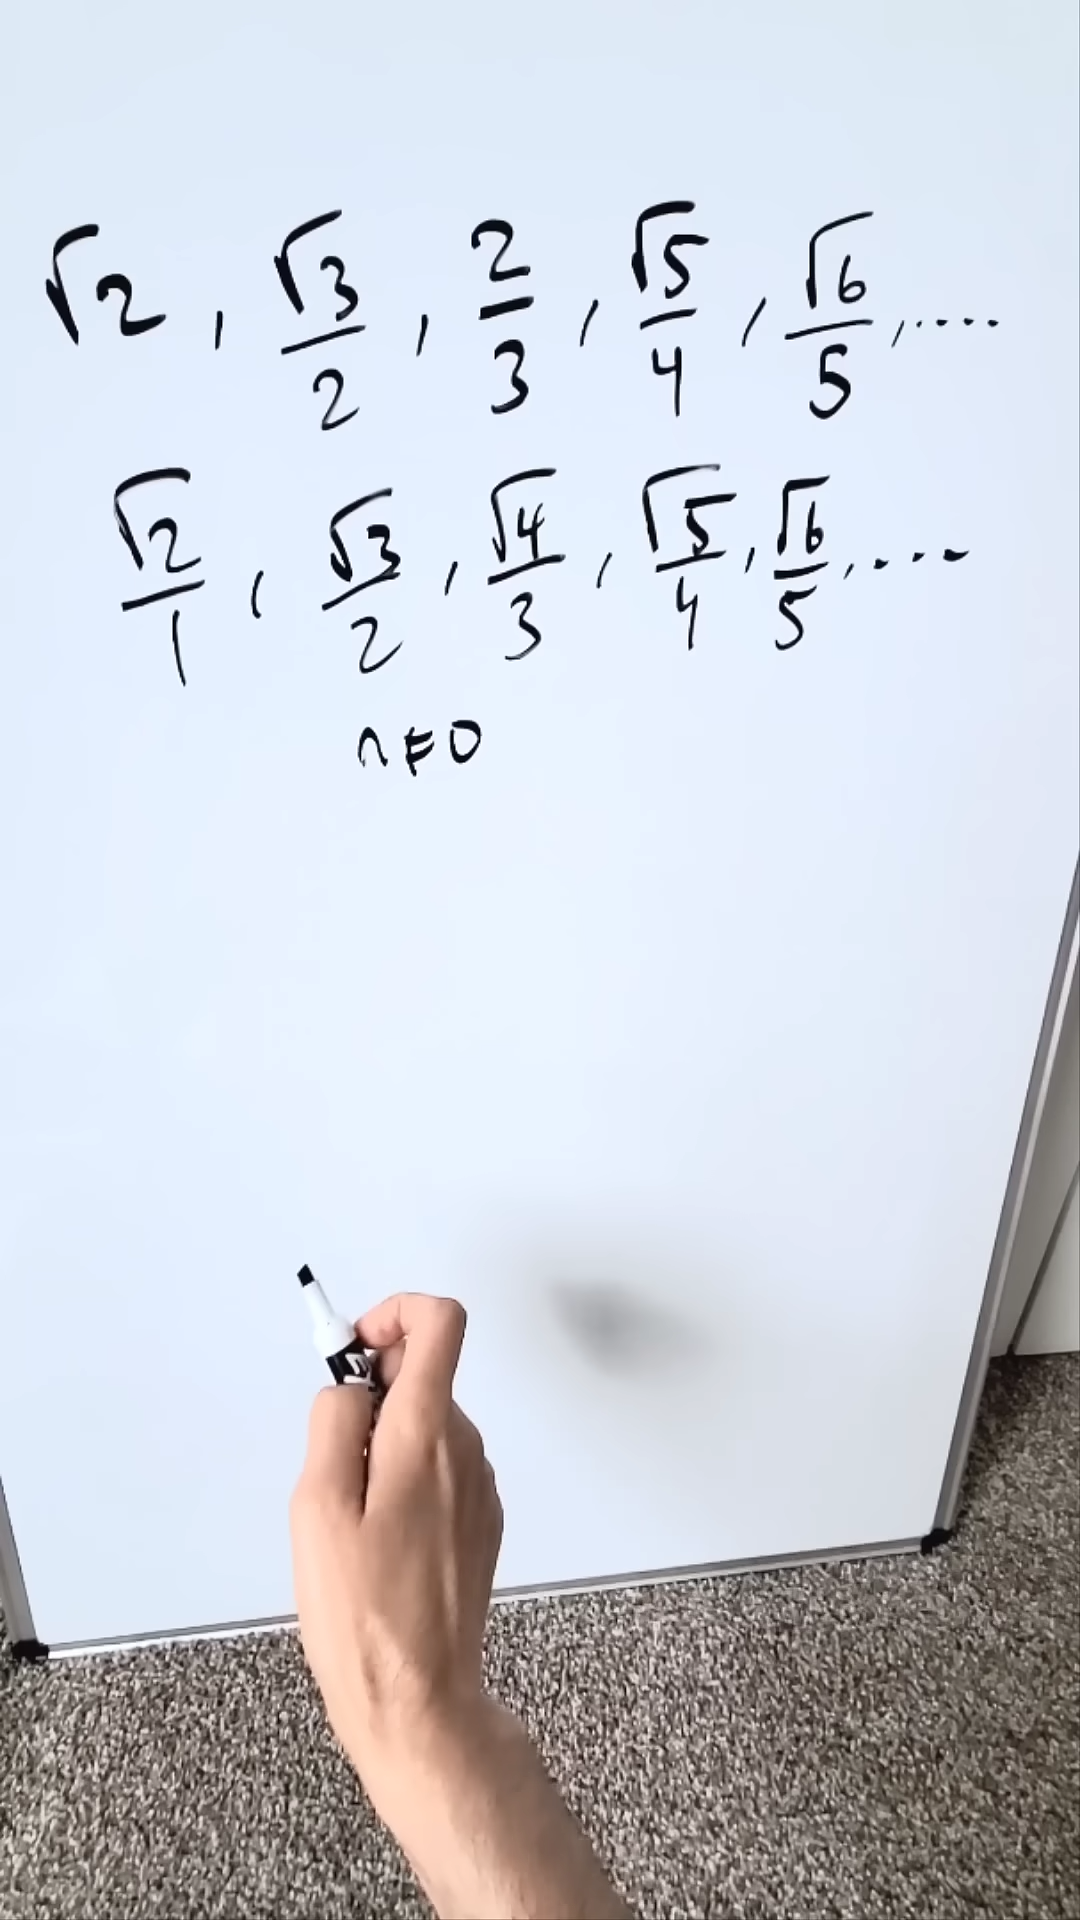 √2, √3/2, 2/3, √5/4, √6/5, ....
√2/1, √3/2, √4/3, √5/4, √6/5, ....
n≠0